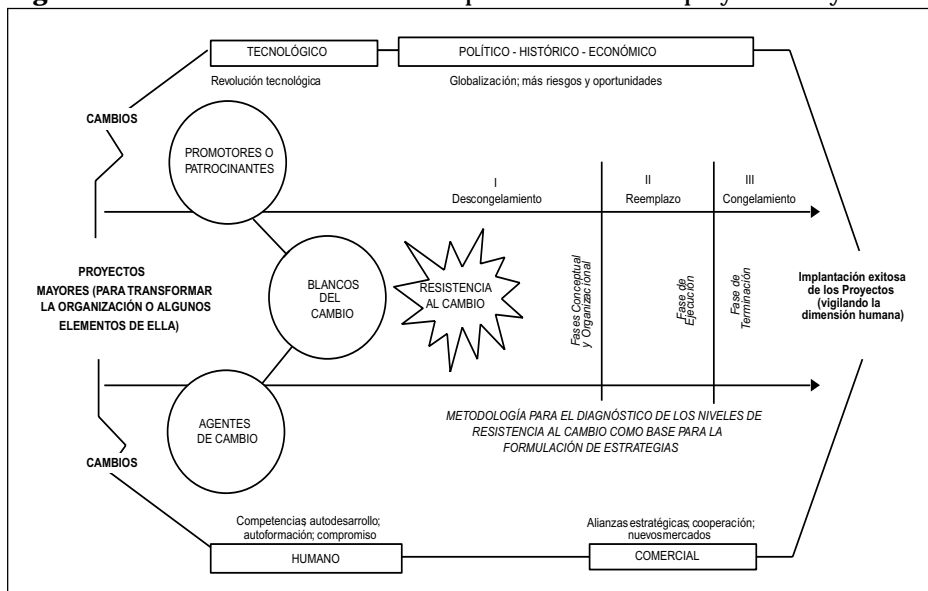 TECNOLÓGICO
POLÍTICO - HISTÓRICO - ECONÓMICO
Revolución tecnológica
Globalización; más riesgos y oportunidades
CAMBIOS
PROMOTORES O
PATROCINANTES
I
Descongelamiento
II
Reemplazo
III
Congelamiento
PROYECTOS
MAYORES (PARA TRANSFORMAR
LA ORGANIZACIÓN O ALGUNOS
ELEMENTOS DE ELLA)
BLANCOS
DEL
CAMBIO
RESISTENCIA
AL CAMBIO
Fases Conceptual
y Organizacional
Fase de
Ejecución
Fase de
Terminación
Implantación exitosa
de los Proyectos
(vigilando la
dimensión humana)
AGENTES
DE CAMBIO
METODOLOGÍA PARA EL DIAGNÓSTICO DE LOS NIVELES DE
RESISTENCIA AL CAMBIO COMO BASE PARA LA
FORMULACIÓN DE ESTRATEGIAS
CAMBIOS
Competencias; autodesarrollo;
autoformación; compromiso
HUMANO
Alianzas estratégicas; cooperación;
nuevosmercados
COMERCIAL